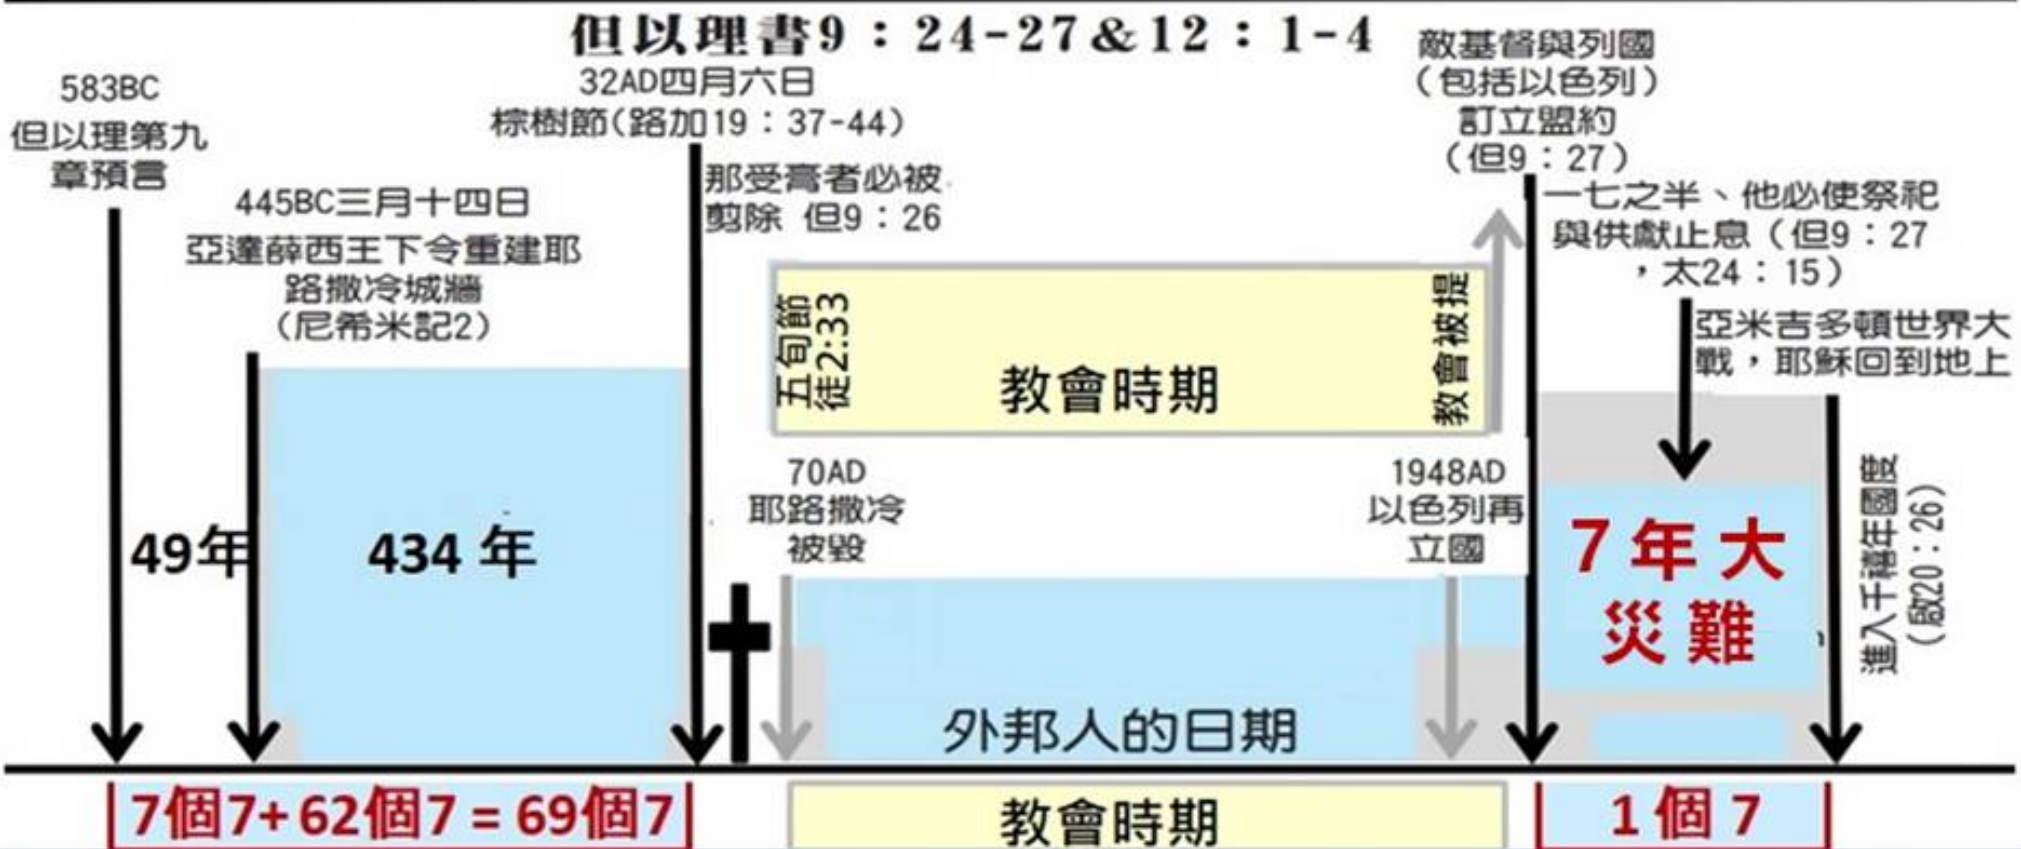 但以理書9：24-27&12：1-4
583BC
但以理第九
章預言
445BC三月十四日
亞達薛西王下令重建耶
路撒冷城牆
（尼希米記2）
32AD四月六日
棕樹節(路加19：37-44)
那受膏者必被
剪除 但9：26
敵基督與列國
（包括以色列）
訂立盟約
（但9：27）
一七之半、他必使祭祀
與供獻止息（但9：27
，太24：15）
亞米吉多頓世界大
戰，耶穌回到地上
五旬節
徒2:33
教會時期
教會被提
49年
434 年
70AD
耶路撒冷
被毀
1948AD
以色列再
立國
外邦人的日期
7 年 大
災 難
進入千禧年國度
（啟20：26）
7個7+62個7 = 69個7
教會時期
1 個 7